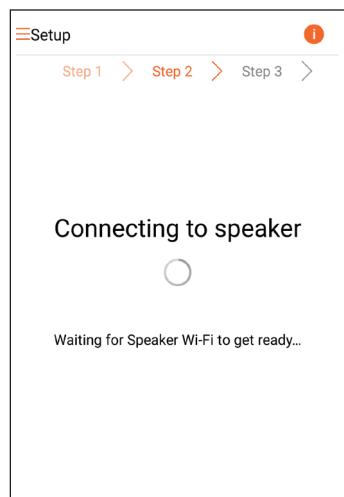 Setup
i
Step 1 Step 2 Step 3
Connecting to speaker
Waiting for Speaker Wi-Fi to get ready...